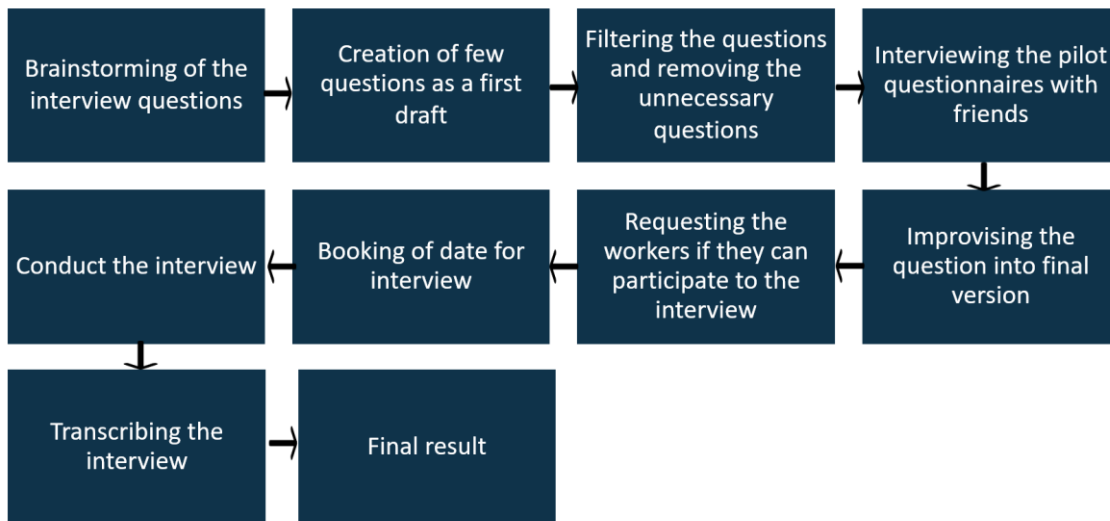 Brainstorming of the
interview questions
Creation of few
questions as a first
draft
Filtering the questions
and removing the
unnecessary
questions
Interviewing the pilot
questionnaires with
friends
Improvising the
question into final
version
Requesting the
workers if they can
participate to the
interview
Booking of date for
interview
Conduct the interview
Transcribing the
interview
Final result